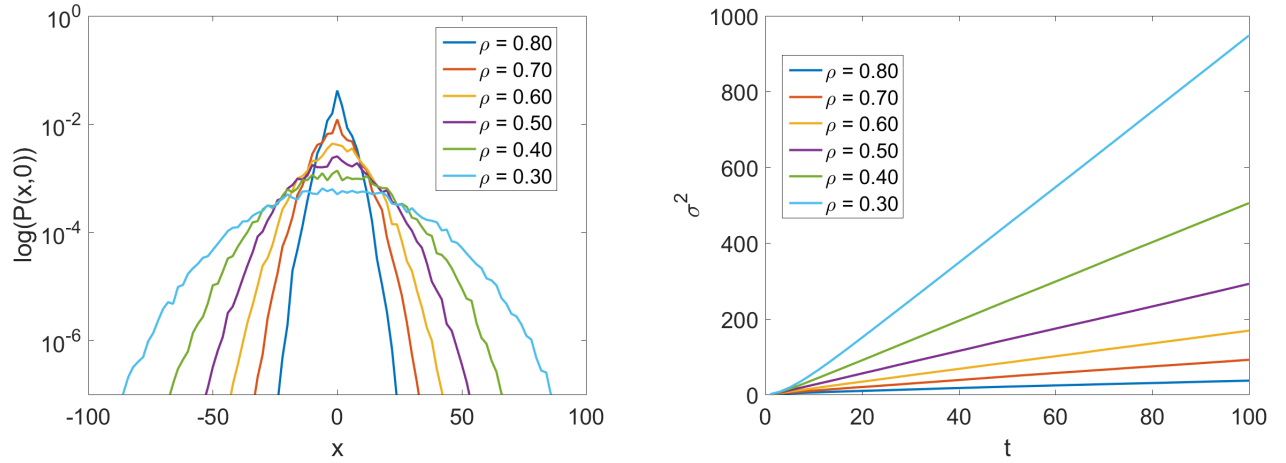 10^0
10^-2
10^-4
10^-6
log(P(x,0))
-100 -50 0 50 100
x
ρ = 0.80
ρ = 0.70
ρ = 0.60
ρ = 0.50
ρ = 0.40
ρ = 0.30
1000
800
600
400
200
0
σ^2
0 20 40 60 80 100
t
ρ = 0.80
ρ = 0.70
ρ = 0.60
ρ = 0.50
ρ = 0.40
ρ = 0.30